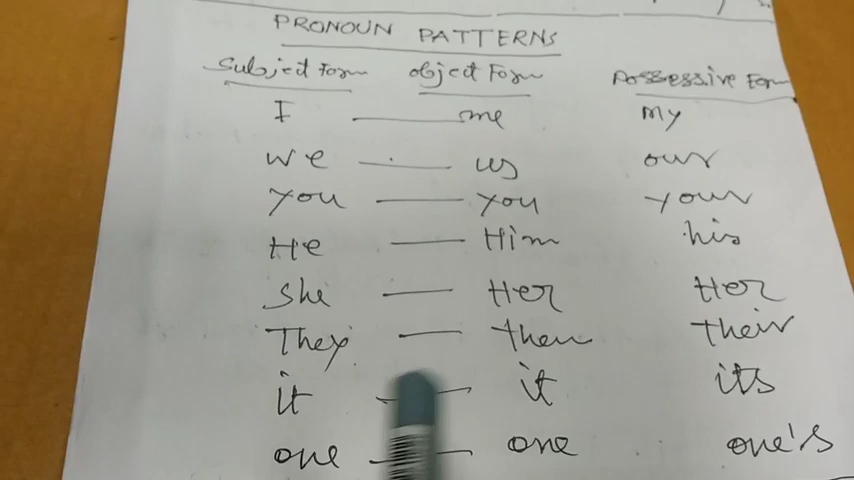 PRONOUN PATTERNS
Subject Form object Form Possessive Form
I me My
we us our
you you your
He Him his
she Her Her
They them their
it it its
one one one's